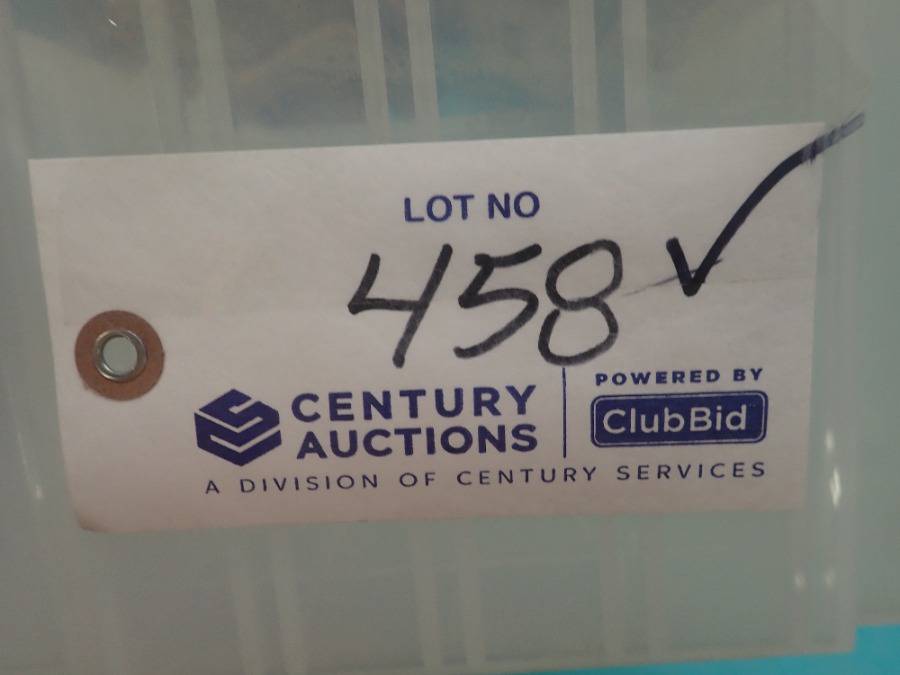 LOT NO
458 ✓
CENTURY
AUCTIONS
POWERED BY
ClubBid
A DIVISION OF CENTURY SERVICES